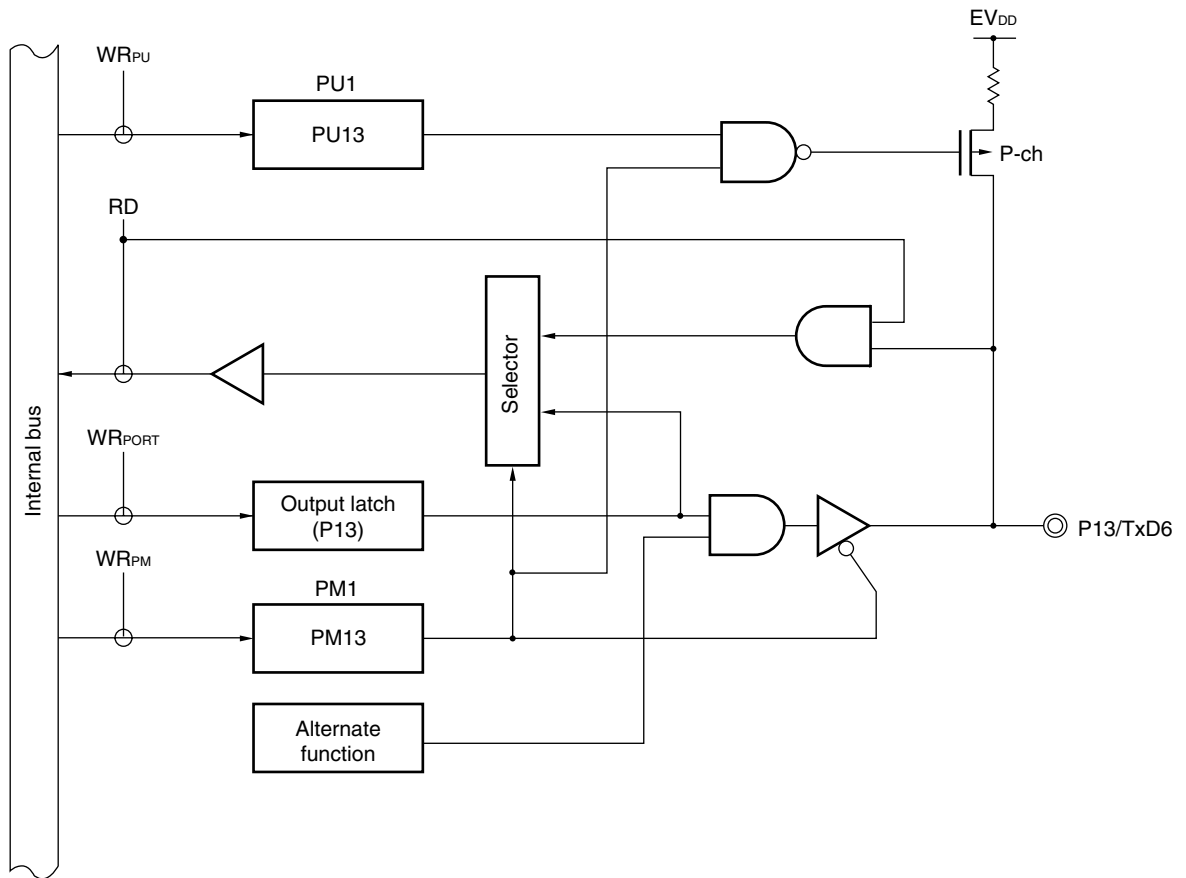 EVDD
WRPU
PU1
PU13
P-ch
RD
Selector
Internal bus
WRPORT
Output latch
(P13)
P13/TxD6
WRPM
PM1
PM13
Alternate
function